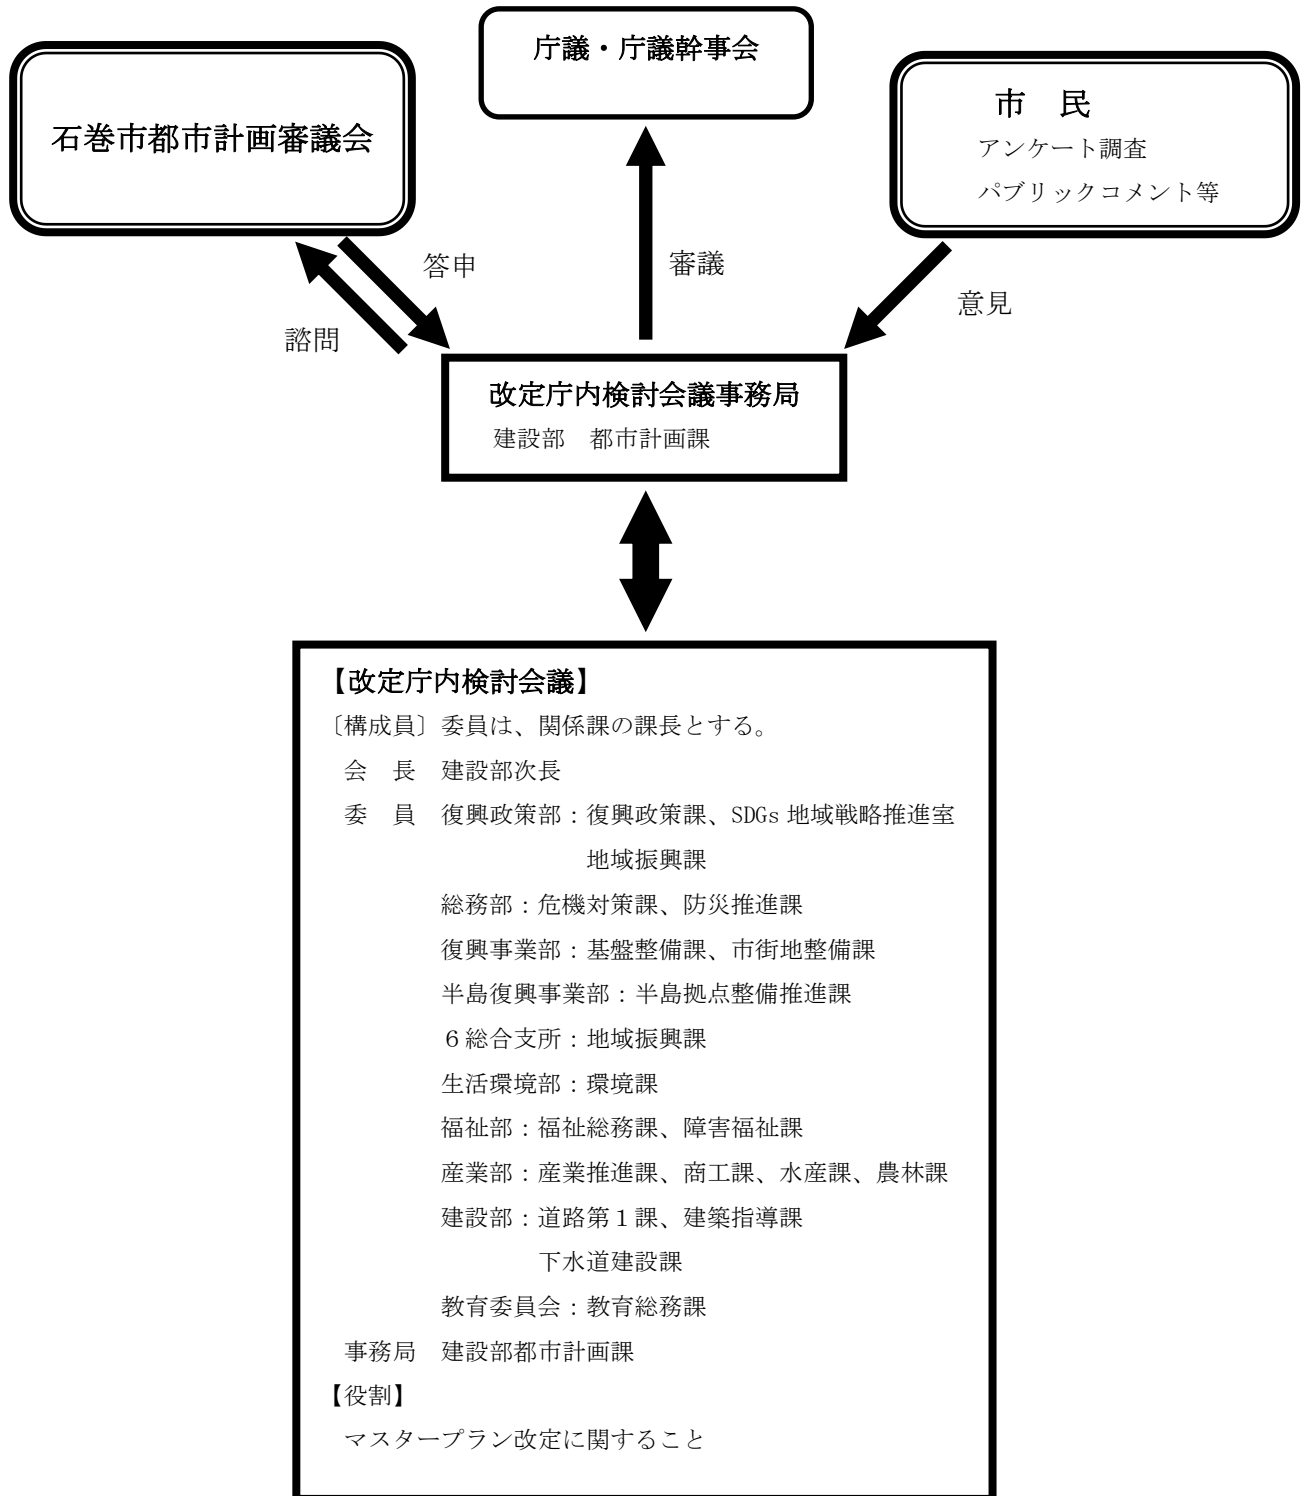 庁議・庁議幹事会
石巻市都市計画審議会
市　民
アンケート調査
パブリックコメント等
答申
審議
意見
諮問
改定庁内検討会議事務局
建設部　都市計画課
【改定庁内検討会議】
〔構成員〕委員は、関係課の課長とする。
会　長　建設部次長
委　員　復興政策部：復興政策課、SDGs 地域戦略推進室
地域振興課
総務部：危機対策課、防災推進課
復興事業部：基盤整備課、市街地整備課
半島復興事業部：半島拠点整備推進課
６総合支所：地域振興課
生活環境部：環境課
福祉部：福祉総務課、障害福祉課
産業部：産業推進課、商工課、水産課、農林課
建設部：道路第１課、建築指導課
下水道建設課
教育委員会：教育総務課
事務局　建設部都市計画課
【役割】
マスタープラン改定に関すること